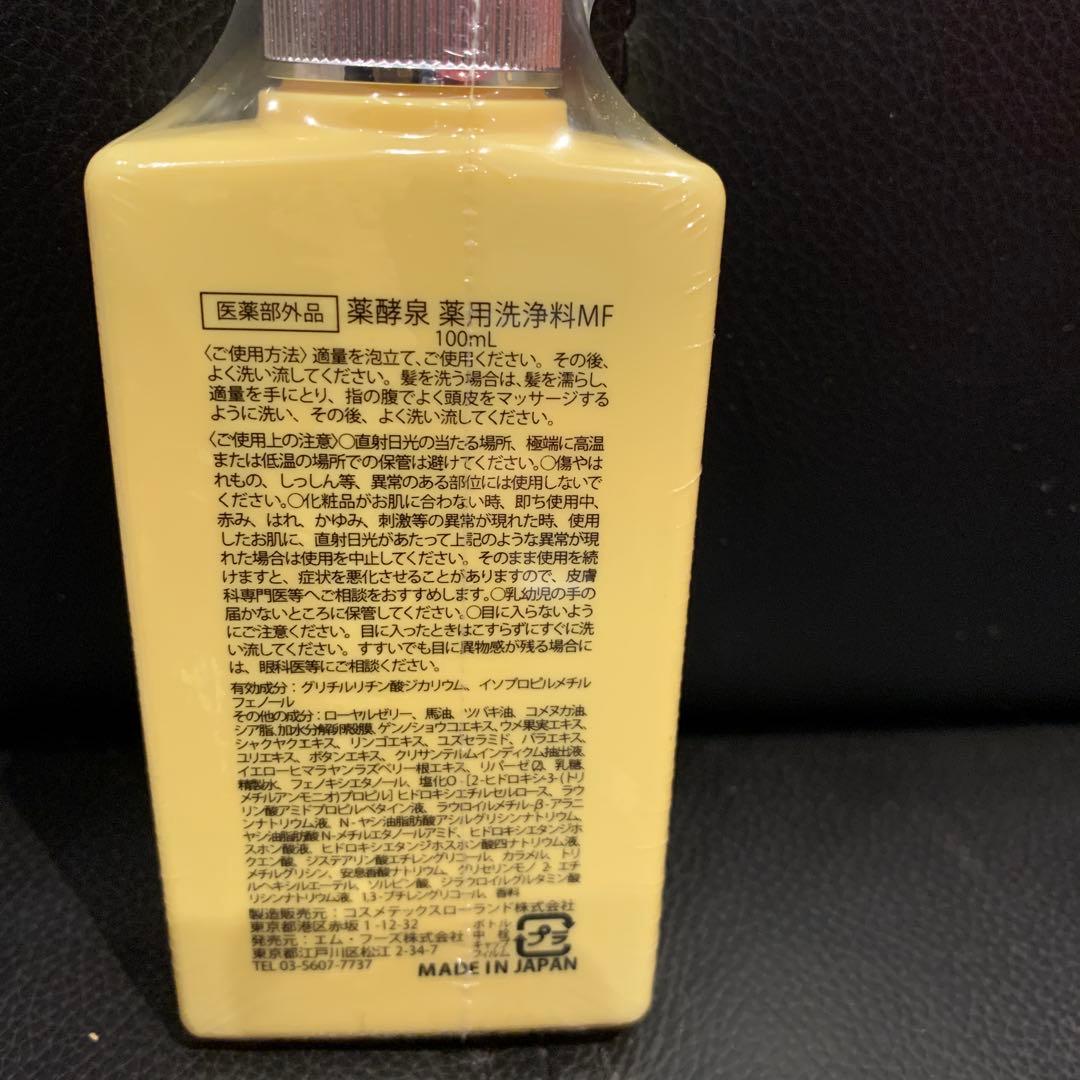 医薬部外品 薬酵泉 薬用洗浄料MF
100mL
〈ご使用方法〉適量を泡立て、ご使用ください。その後、
よく洗い流してください。髪を洗う場合は、髪を濡らし、
適量を手にとり、指の腹でよく頭皮をマッサージする
ように洗い、その後、よく洗い流してください。
〈ご使用上の注意〉○直射日光の当たる場所、極端に高温
または低温の場所での保管は避けてください。○傷やは
れもの、しっしん等、異常のある部位には使用しないで
ください。○化粧品がお肌に合わない時、即ち使用中、
赤み、はれ、かゆみ、刺激等の異常が現れた時、使用
したお肌に、直射日光があたって上記のような異常が現
れた場合は使用を中止してください。そのまま使用を続
けますと、症状を悪化させることがありますので、皮膚
科専門医等へご相談をおすすめします。○乳幼児の手の
届かないところに保管してください。○目に入らないよう
にご注意ください。目に入ったときはこすらずにすぐに洗
い流してください。すすいでも目に異物感が残る場合に
は、眼科医等にご相談ください。
有効成分：グリチルリチン酸ジカリウム、イソプロピルメチル
フェノール
その他の成分：ローヤルゼリー、馬油、ツバキ油、コメヌカ油、
シア脂、加水分解卵殻膜、ゲンノショウコエキス、ウメ果実エキス、
シャクヤクエキス、リンゴエキス、ユズセラミド、バラエキス、
ユリエキス、ボタンエキス、クリサンテルムインディクム抽出液、
イエローヒマラヤンラズベリー根エキス、リパーゼ(2)、乳糖、
精製水、フェノキシエタノール、塩化O-[2-ヒドロキシ-3-(トリ
メチルアンモニオ)プロピル]ヒドロキシエチルセルロース、ラウ
リン酸アミドプロピルベタイン液、ラウロイルメチル-β-アラニ
ンナトリウム液、N-ヤシ油脂肪酸アシルグリシンナトリウム、
ヤシ油脂肪酸N-メチルエタノールアミド、ヒドロキシエタンジホ
スホン酸液、ヒドロキシエタンジホスホン酸四ナトリウム液、
クエン酸、ジステアリン酸エチレングリコール、カラメル、トリ
メチルグリシン、安息香酸ナトリウム、グリセリンモノ2-エチ
ルヘキシルエーテル、ソルビン酸、ジラウロイルグルタミン酸
リシンナトリウム液、1,3-ブチレングリコール、香料
製造販売元：コスメテックスローランド株式会社
東京都港区赤坂1-12-32
発売元：エム・フーズ株式会社
東京都江戸川区松江2-34-7
TEL 03-5607-7737
ボトル
中栓
キャップ
フィルム
プラ
MADE IN JAPAN